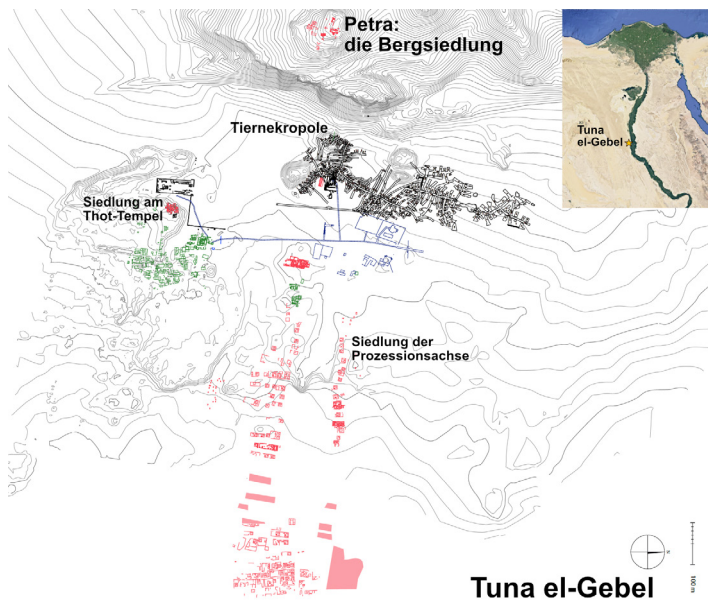 Petra:
die Bergsiedlung
Tuna
el-Gebel
Tiernekropole
Siedlung am
Thot-Tempel
Siedlung der
Prozessionsachse
100 m
Tuna el-Gebel